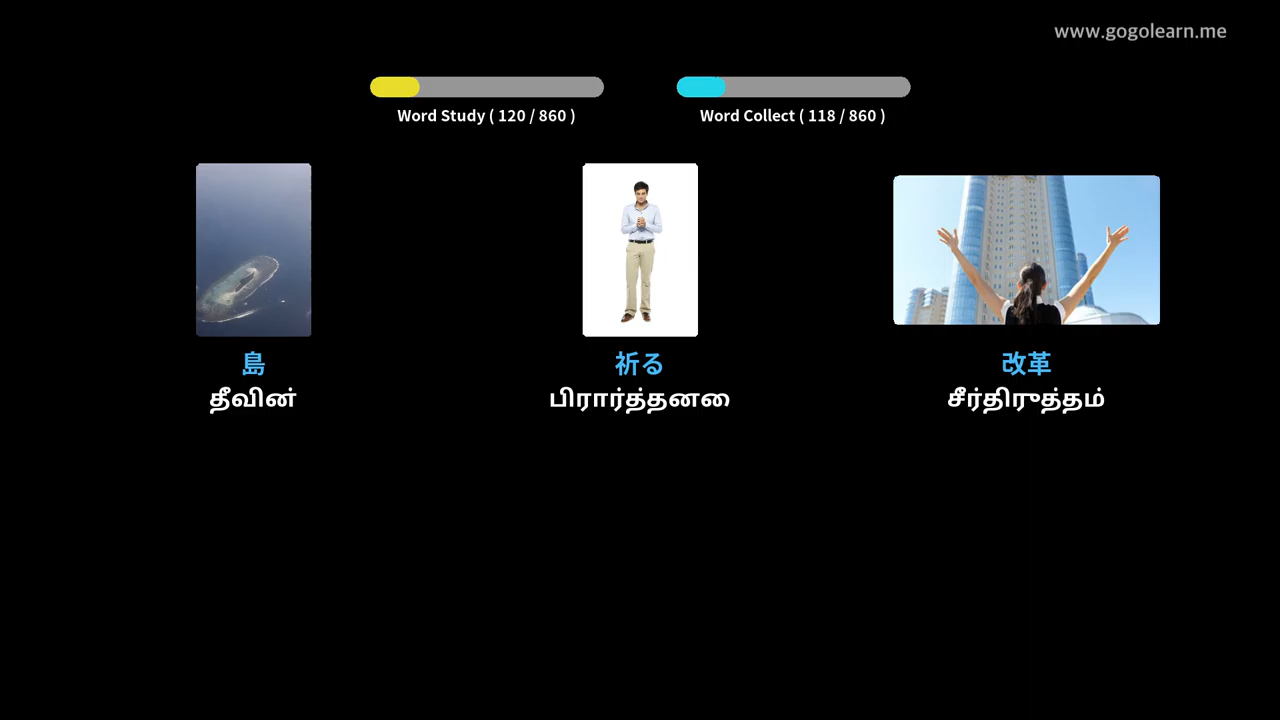 www.gogolearn.me
Word Study ( 120 / 860 )
Word Collect ( 118 / 860 )
島
தீவின்
祈る
பிரார்த்தனை
改革
சீர்திருத்தம்